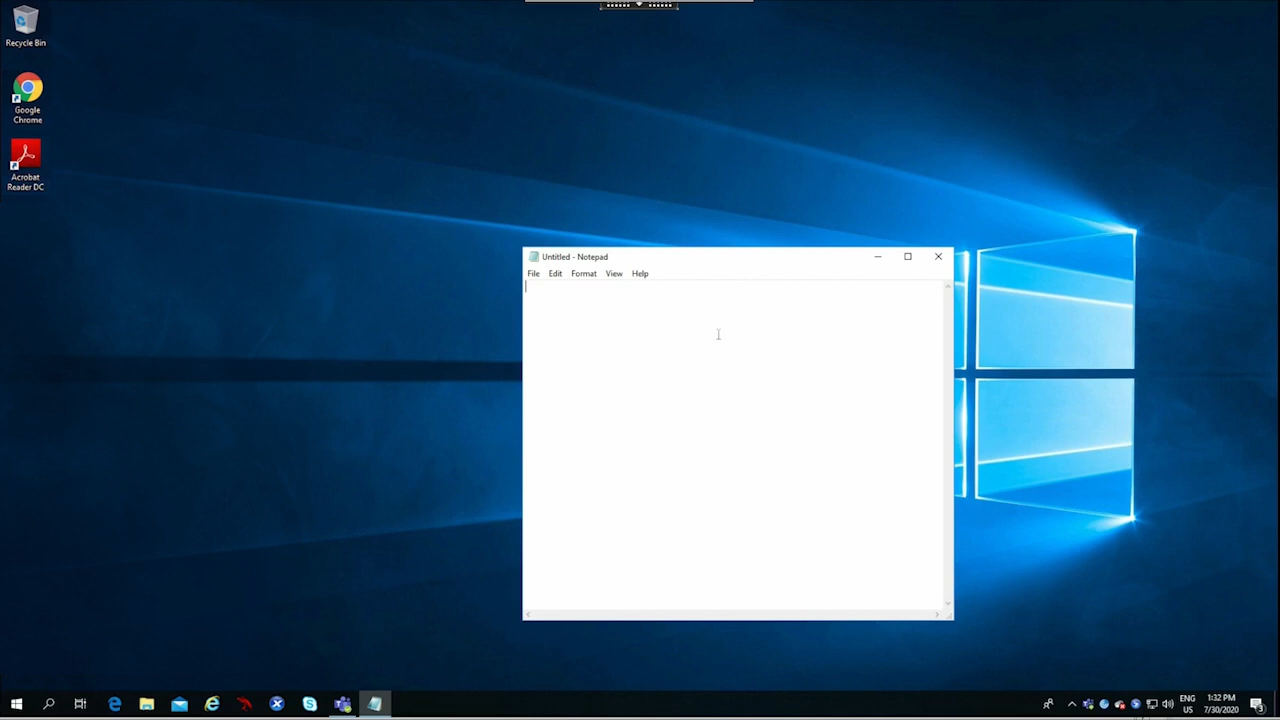 Recycle Bin
Google
Chrome
Acrobat
Reader DC
Untitled - Notepad
File Edit Format View Help
ENG
US
1:32 PM
7/30/2020
3